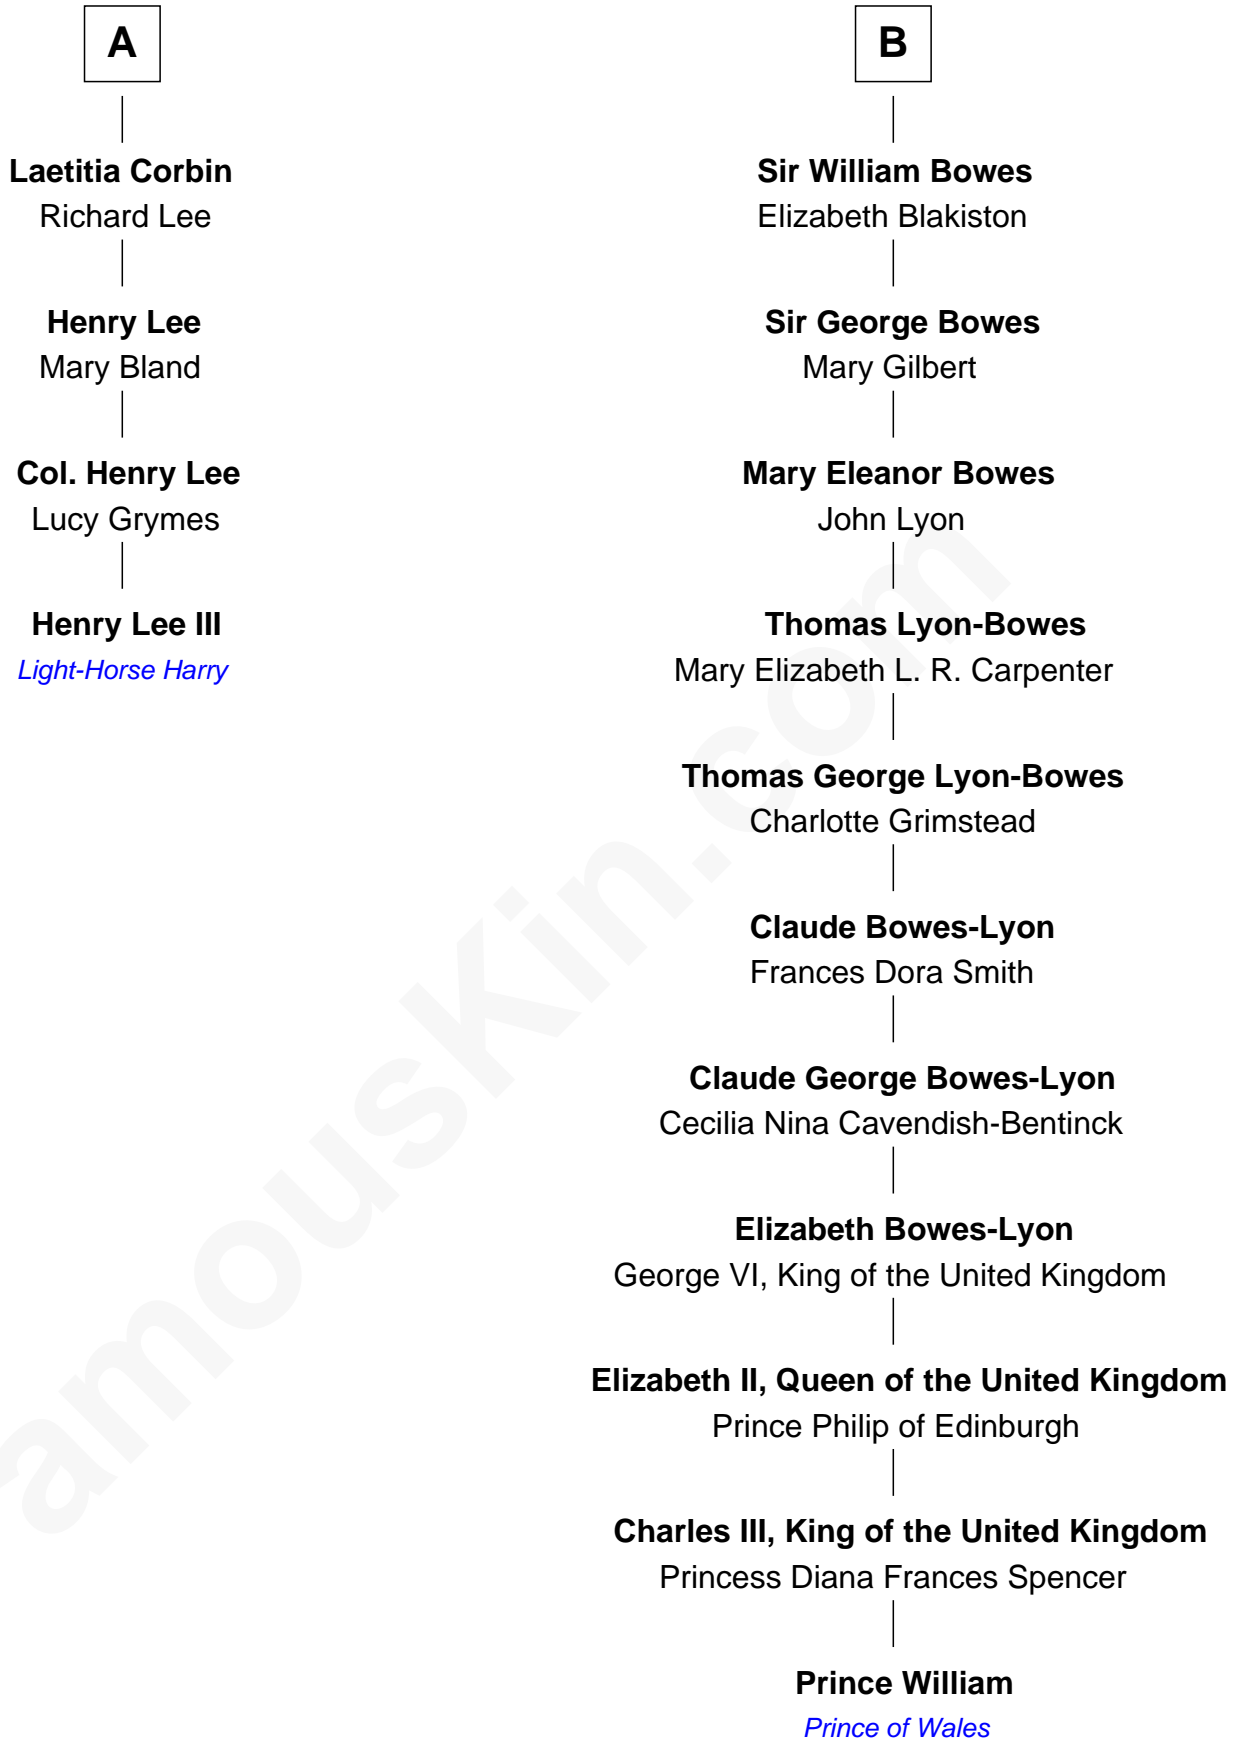 A
Laetitia Corbin
Richard Lee
Henry Lee
Mary Bland
Col. Henry Lee
Lucy Grymes
Henry Lee III
Light-Horse Harry
B
Sir William Bowes
Elizabeth Blakiston
Sir George Bowes
Mary Gilbert
Mary Eleanor Bowes
John Lyon
Thomas Lyon-Bowes
Mary Elizabeth L. R. Carpenter
Thomas George Lyon-Bowes
Charlotte Grimstead
Claude Bowes-Lyon
Frances Dora Smith
Claude George Bowes-Lyon
Cecilia Nina Cavendish-Bentinck
Elizabeth Bowes-Lyon
George VI, King of the United Kingdom
Elizabeth II, Queen of the United Kingdom
Prince Philip of Edinburgh
Charles III, King of the United Kingdom
Princess Diana Frances Spencer
Prince William
Prince of Wales
amouskin.com